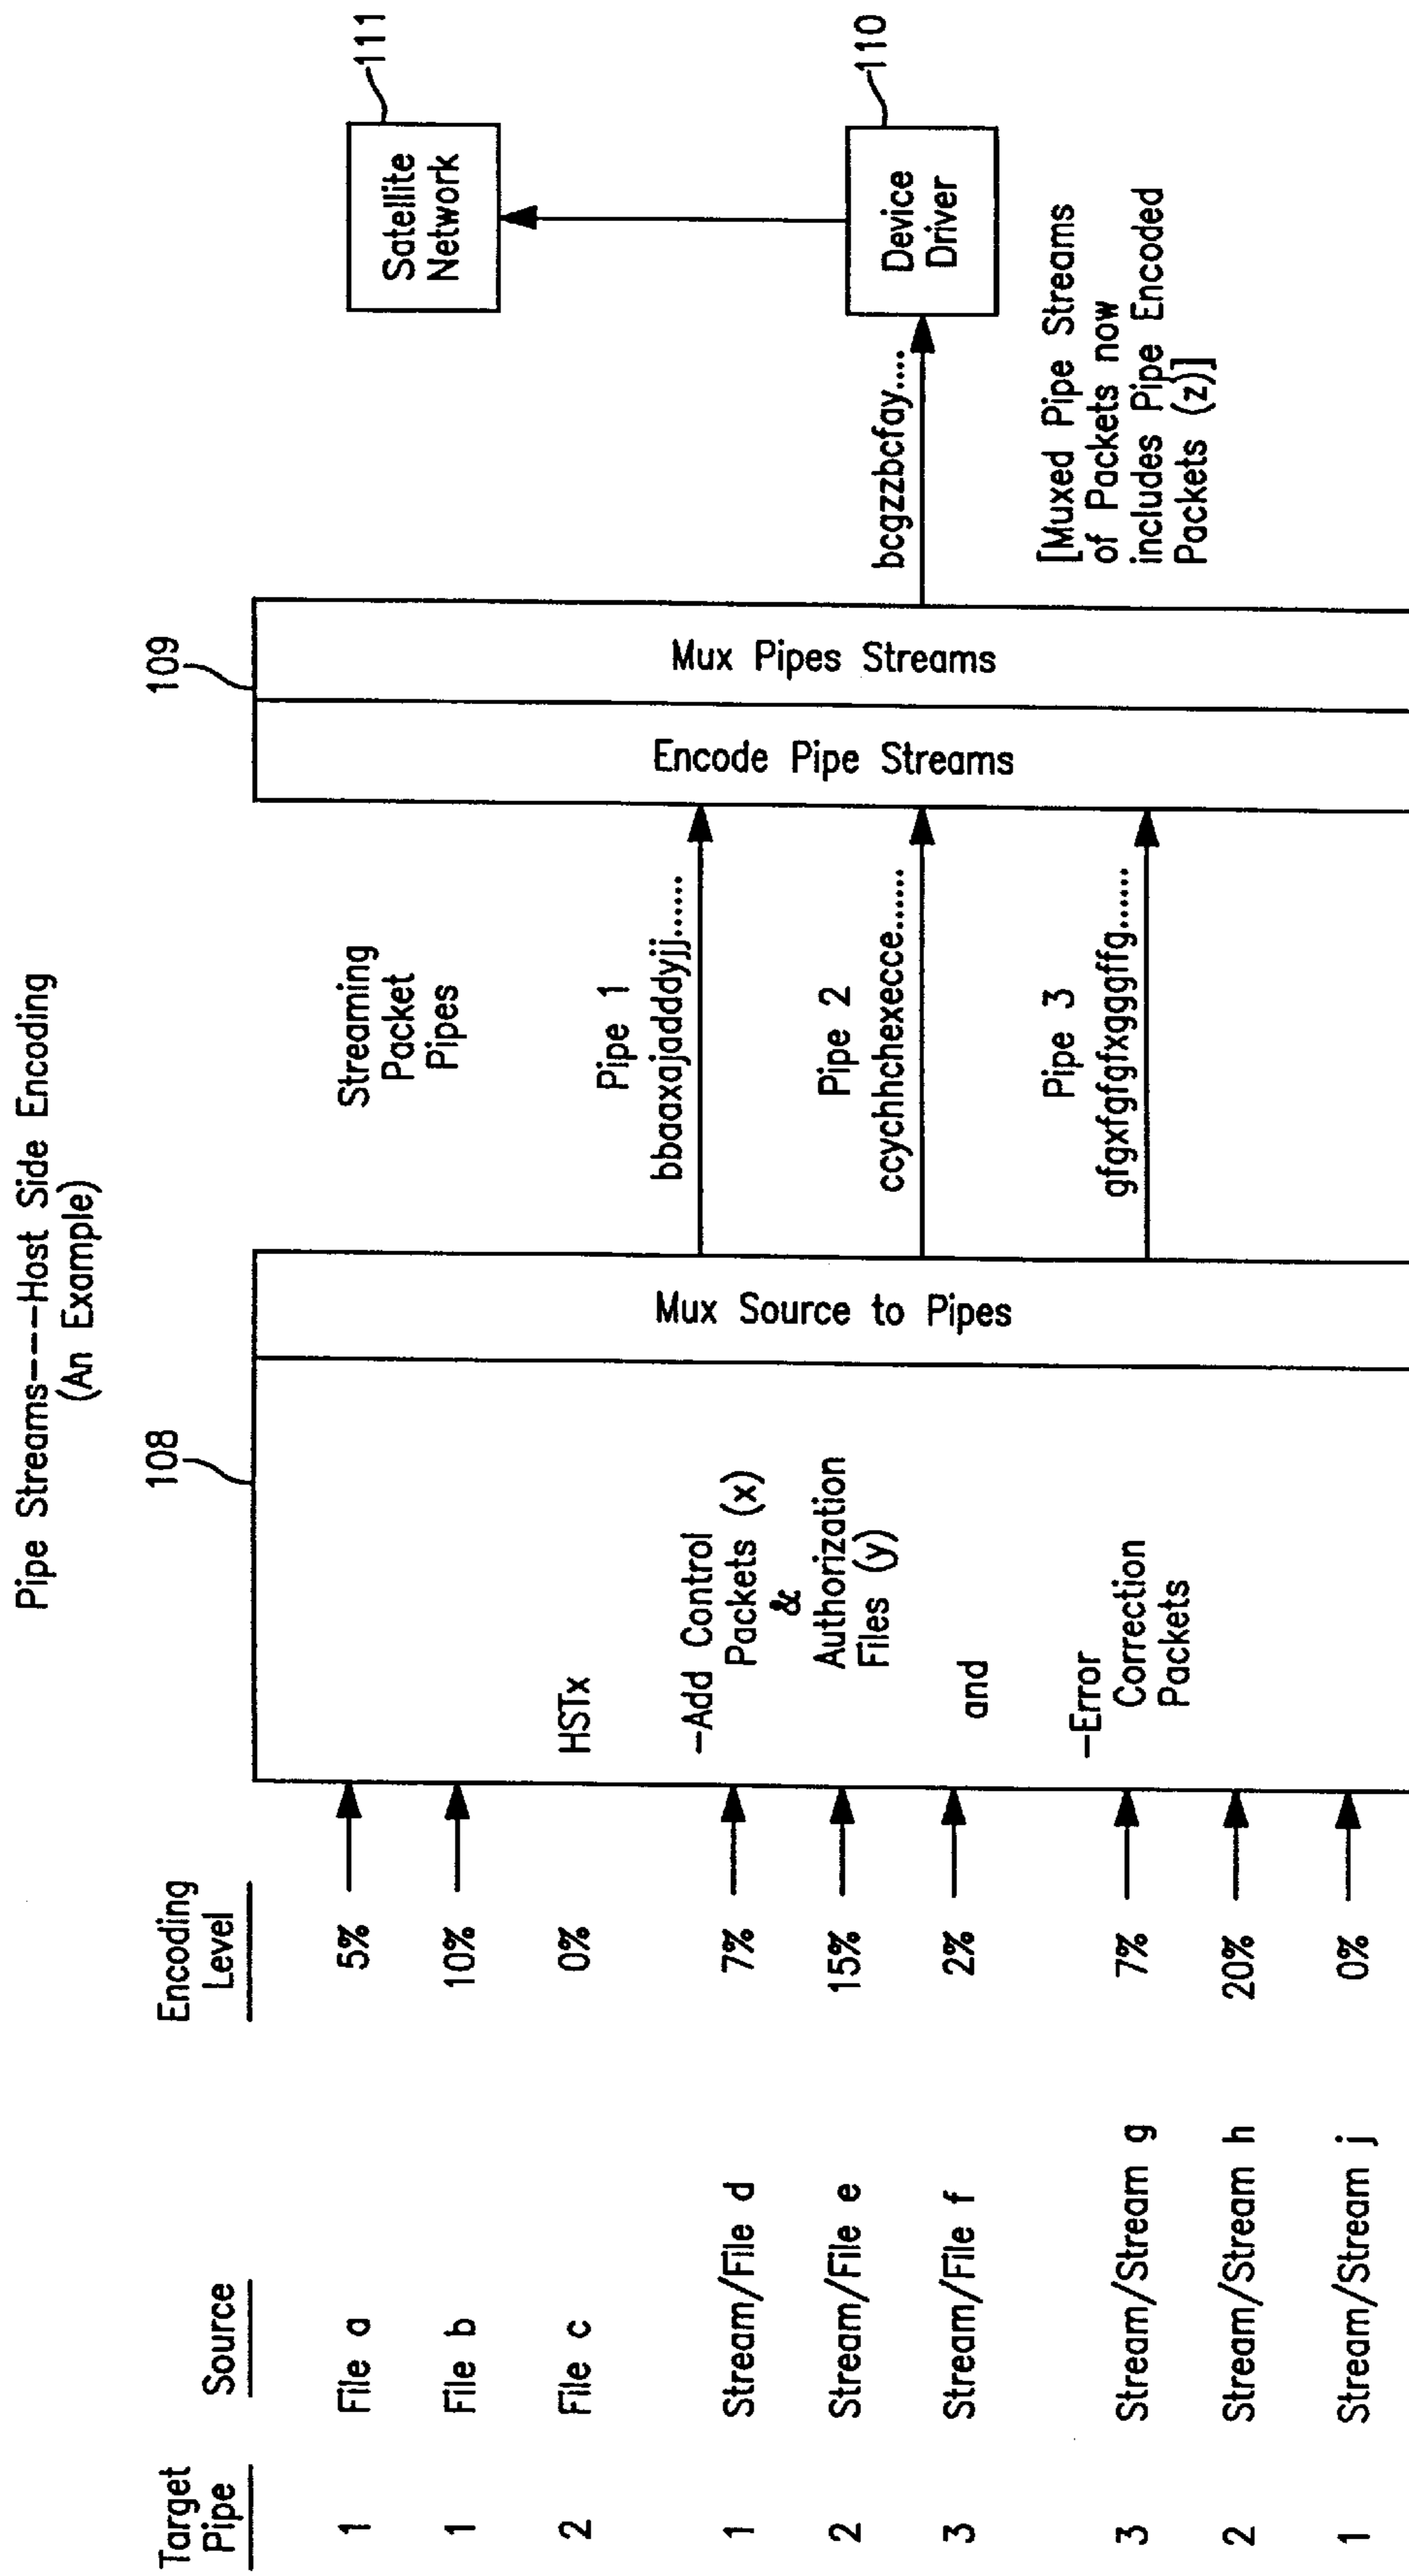 Pipe Streams----Host Side Encoding
(An Example)
Target
Pipe
Source
Encoding
Level
1
File a
5%
1
File b
10%
2
File c
0%
1
Stream/File d
7%
2
Stream/File e
15%
3
Stream/File f
2%
3
Stream/Stream g
7%
2
Stream/Stream h
20%
1
Stream/Stream j
0%
108
HSTx
-Add Control
Packets (x)
&
Authorization
Files (y)
and
-Error
Correction
Packets
Mux Source to Pipes
Streaming
Packet
Pipes
Pipe 1
bbaaxajadddyjj......
Pipe 2
ccychhchexecce......
Pipe 3
gfgxfgfgfxgggffg......
109
Encode Pipe Streams
Mux Pipes Streams
bcgzzbcfay....
[Muxed Pipe Streams
of Packets now
includes Pipe Encoded
Packets (z)]
Device
Driver
110
Satellite
Network
111